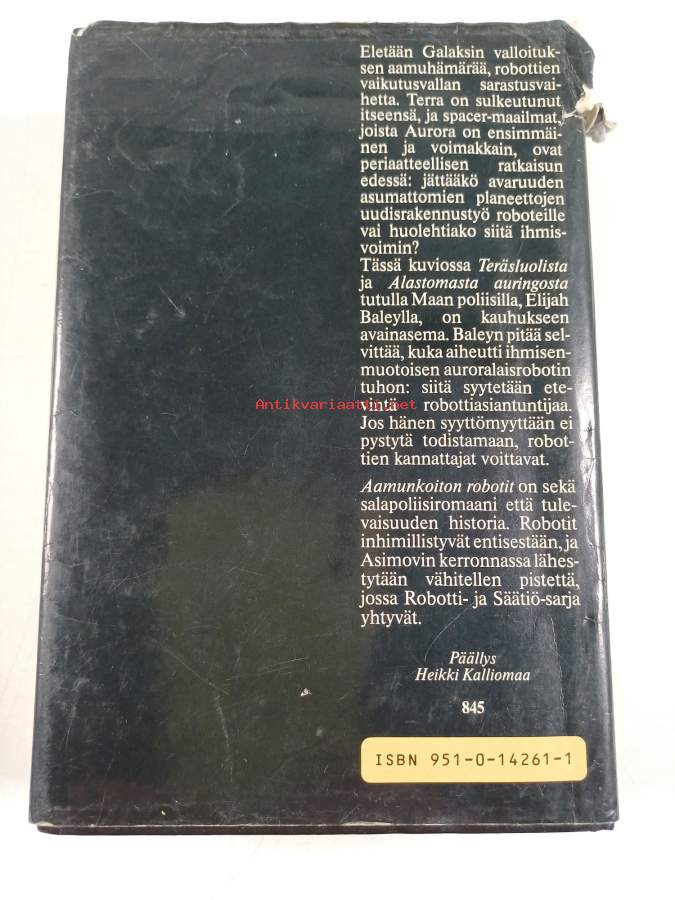 Eletään Galaksin valloituk-
sen aamuhämärää, robottien
vaikutusvallan sarastusvai-
hetta. Terra on sulkeutunut
itseensä, ja spacer-maailmat,
joista Aurora on ensimmäi-
nen ja voimakkain, ovat
periaatteellisen ratkaisun
edessä: jättääkö avaruuden
asumattomien planeettojen
uudisrakennustyö roboteille
vai huolehtiako siitä ihmis-
voimin?
Tässä kuviossa Teräsluolista
ja Alastomasta auringosta
tutulla Maan poliisilla, Elijah
Baleylla, on kauhukseen
avainasema. Baleyn pitää sel-
vittää, kuka aiheutti ihmisen-
muotoisen auroralaisrobotin
tuhon: siitä syytetään ete-
Antikvariaatti.net
vintä robottiasiantuntijaa.
Jos hänen syyttömyyttään ei
pystytä todistamaan, robot-
tien kannattajat voittavat.
Aamunkoiton robotit on sekä
salapoliisiromaani että tule-
vaisuuden historia. Robotit
inhimillistyvät entisestään, ja
Asimovin kerronnassa lähes-
tytään vähitellen pistettä,
jossa Robotti- ja Säätiö-sarja
yhtyvät.
Päällys
Heikki Kalliomaa
845
ISBN 951-0-14261-1